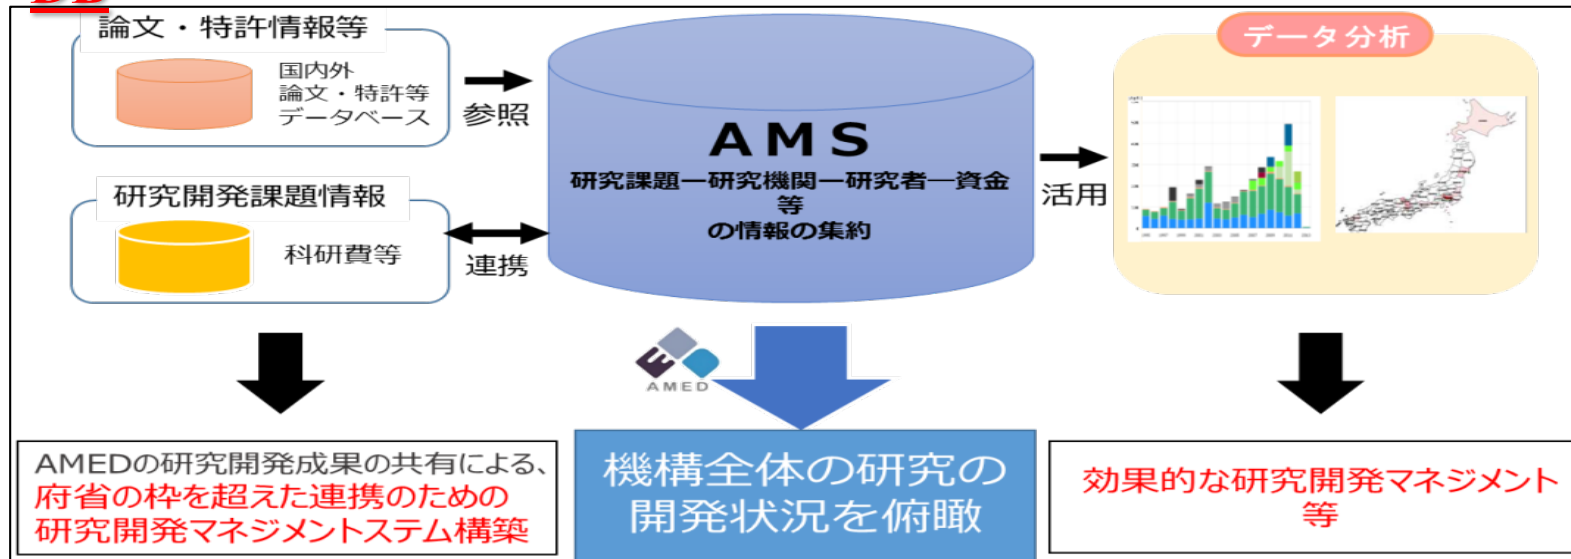 論文・特許情報等
国内外
論文・特許等
データベース
参照
研究開発課題情報
科研費等
連携
AMS
研究課題―研究機関―研究者―資金
等
の情報の集約
活用
データ分析
AMED
AMEDの研究開発成果の共有による、
府省の枠を超えた連携のための
研究開発マネジメントステム構築
機構全体の研究の
開発状況を俯瞰
効果的な研究開発マネジメント
等